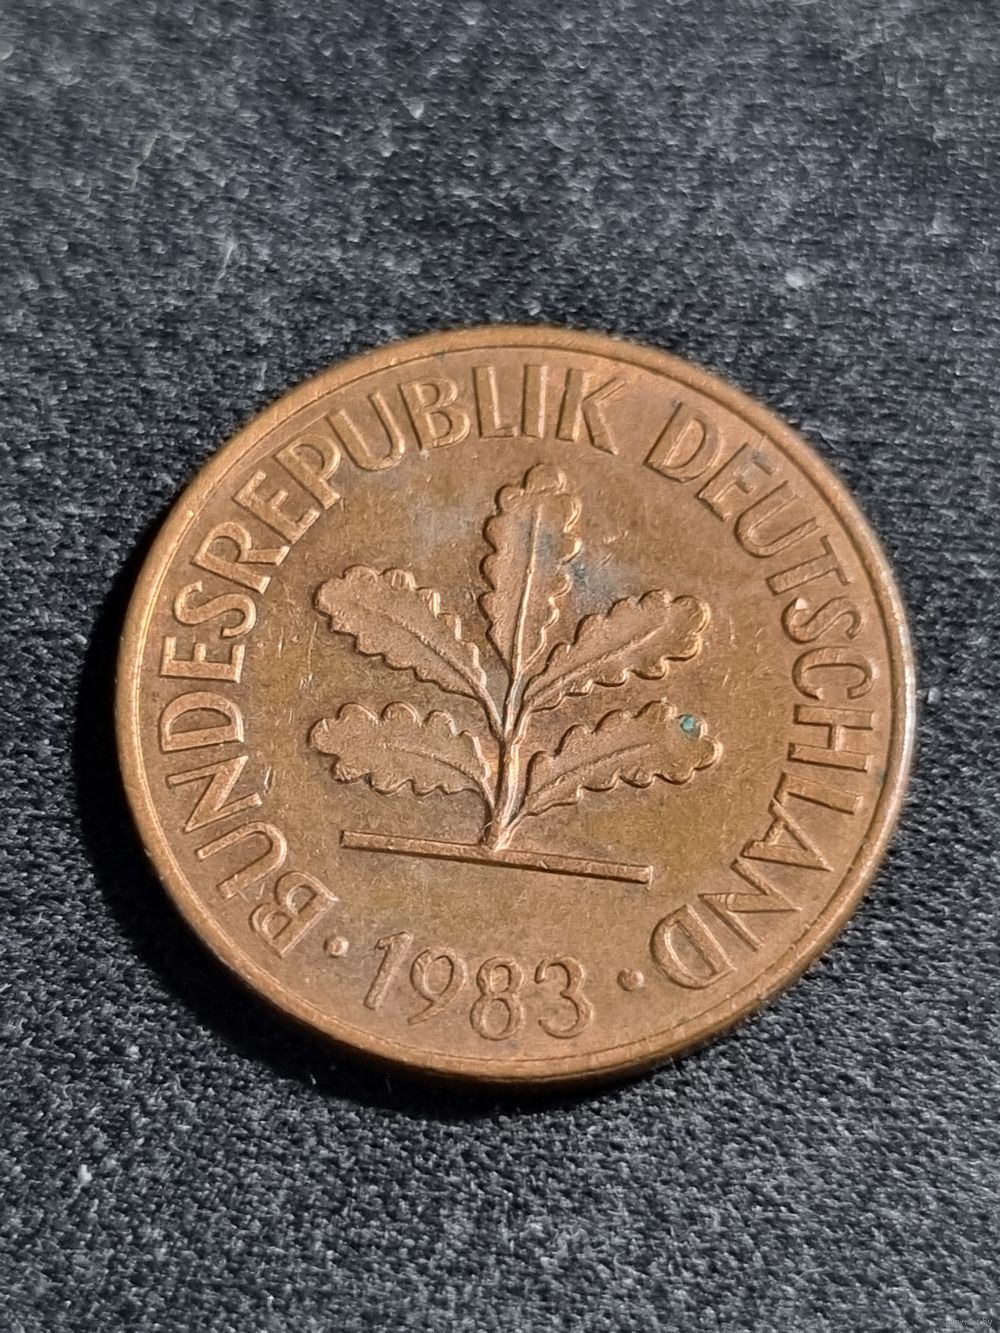 BUNDESREPUBLIK DEUTSCHLAND
· 1983 ·